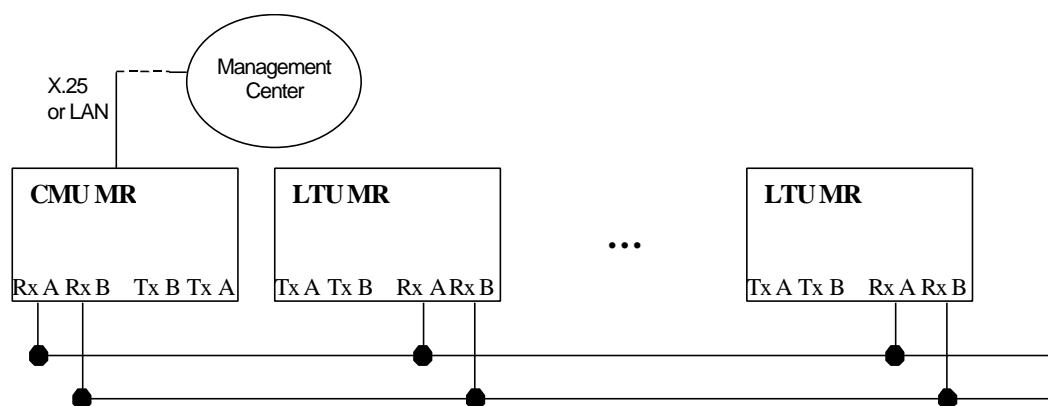 Management
Center
X.25
or LAN
CMU MR
LTU MR
LTU MR
...
Rx A Rx B Tx B Tx A
Tx A Tx B Rx A Rx B
Tx A Tx B Rx A Rx B